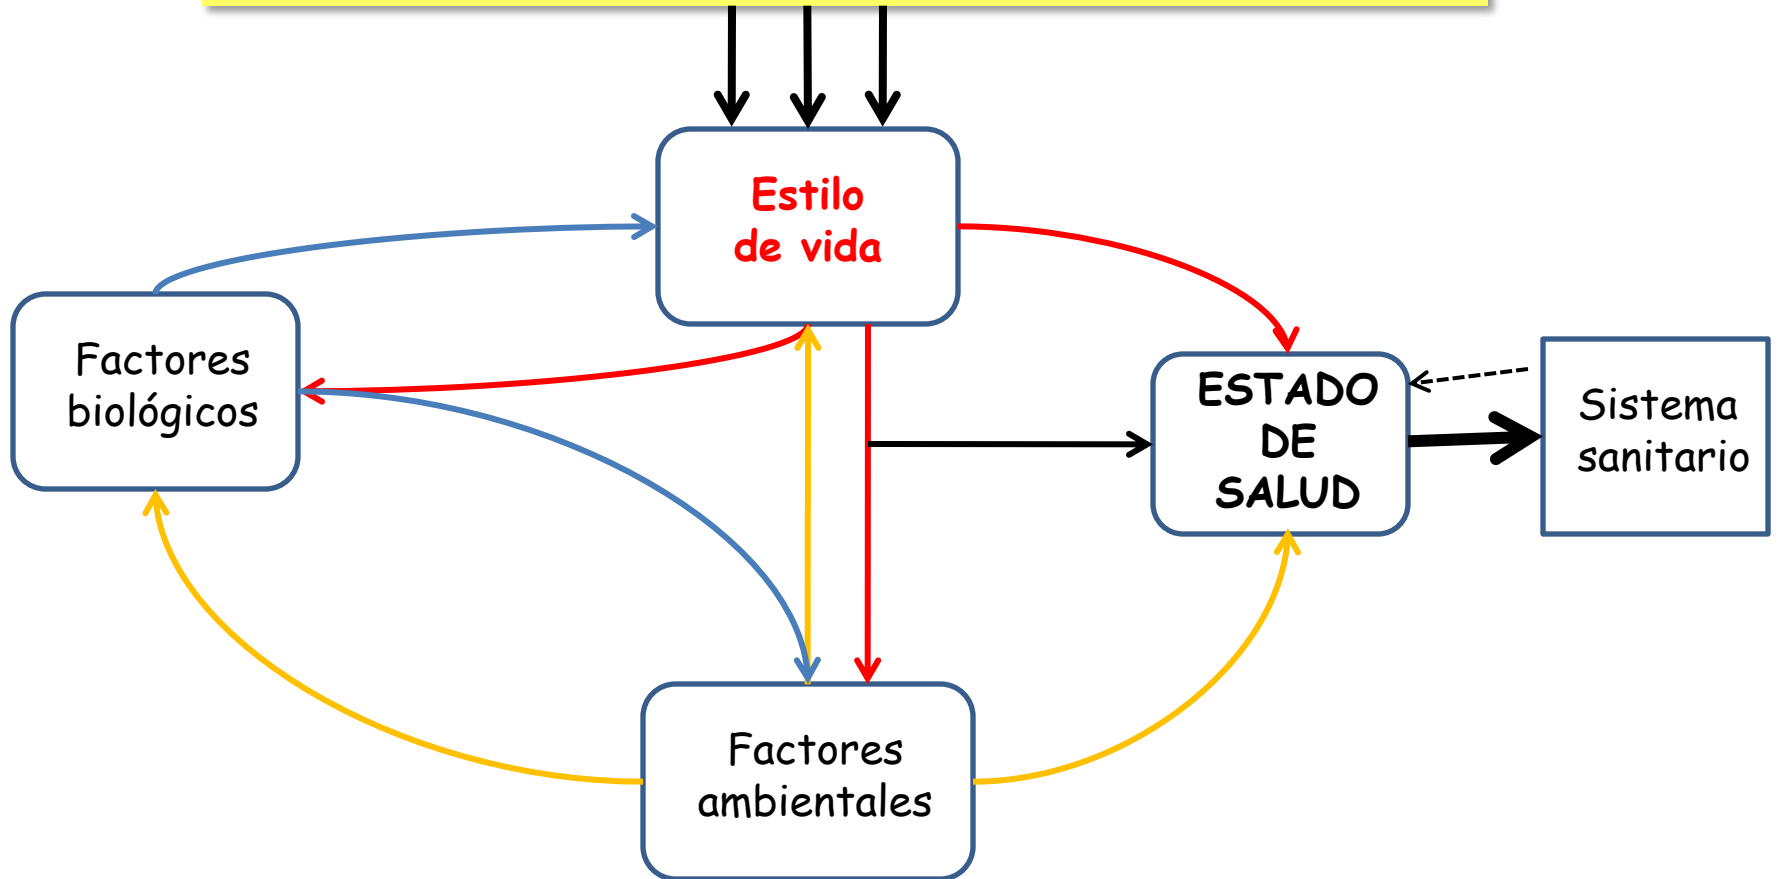 Estilo
de vida
Factores
biológicos
ESTADO
DE
SALUD
Sistema
sanitario
Factores
ambientales